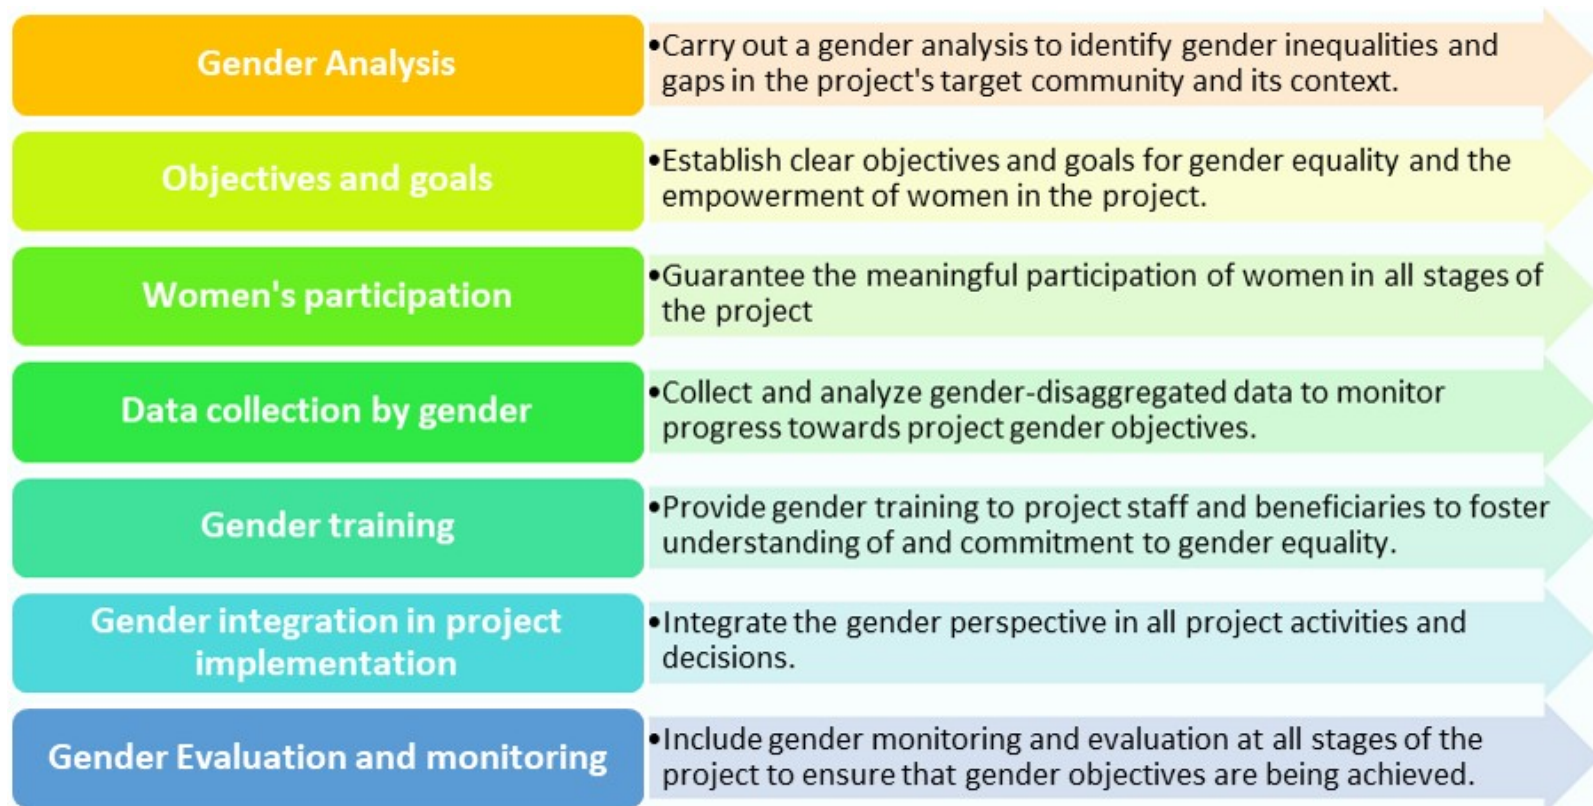 Gender Analysis
•Carry out a gender analysis to identify gender inequalities and
gaps in the project's target community and its context.
Objectives and goals
•Establish clear objectives and goals for gender equality and the
empowerment of women in the project.
Women's participation
•Guarantee the meaningful participation of women in all stages of
the project
Data collection by gender
•Collect and analyze gender-disaggregated data to monitor
progress towards project gender objectives.
Gender training
•Provide gender training to project staff and beneficiaries to foster
understanding of and commitment to gender equality.
Gender integration in project
implementation
•Integrate the gender perspective in all project activities and
decisions.
Gender Evaluation and monitoring
•Include gender monitoring and evaluation at all stages of the
project to ensure that gender objectives are being achieved.